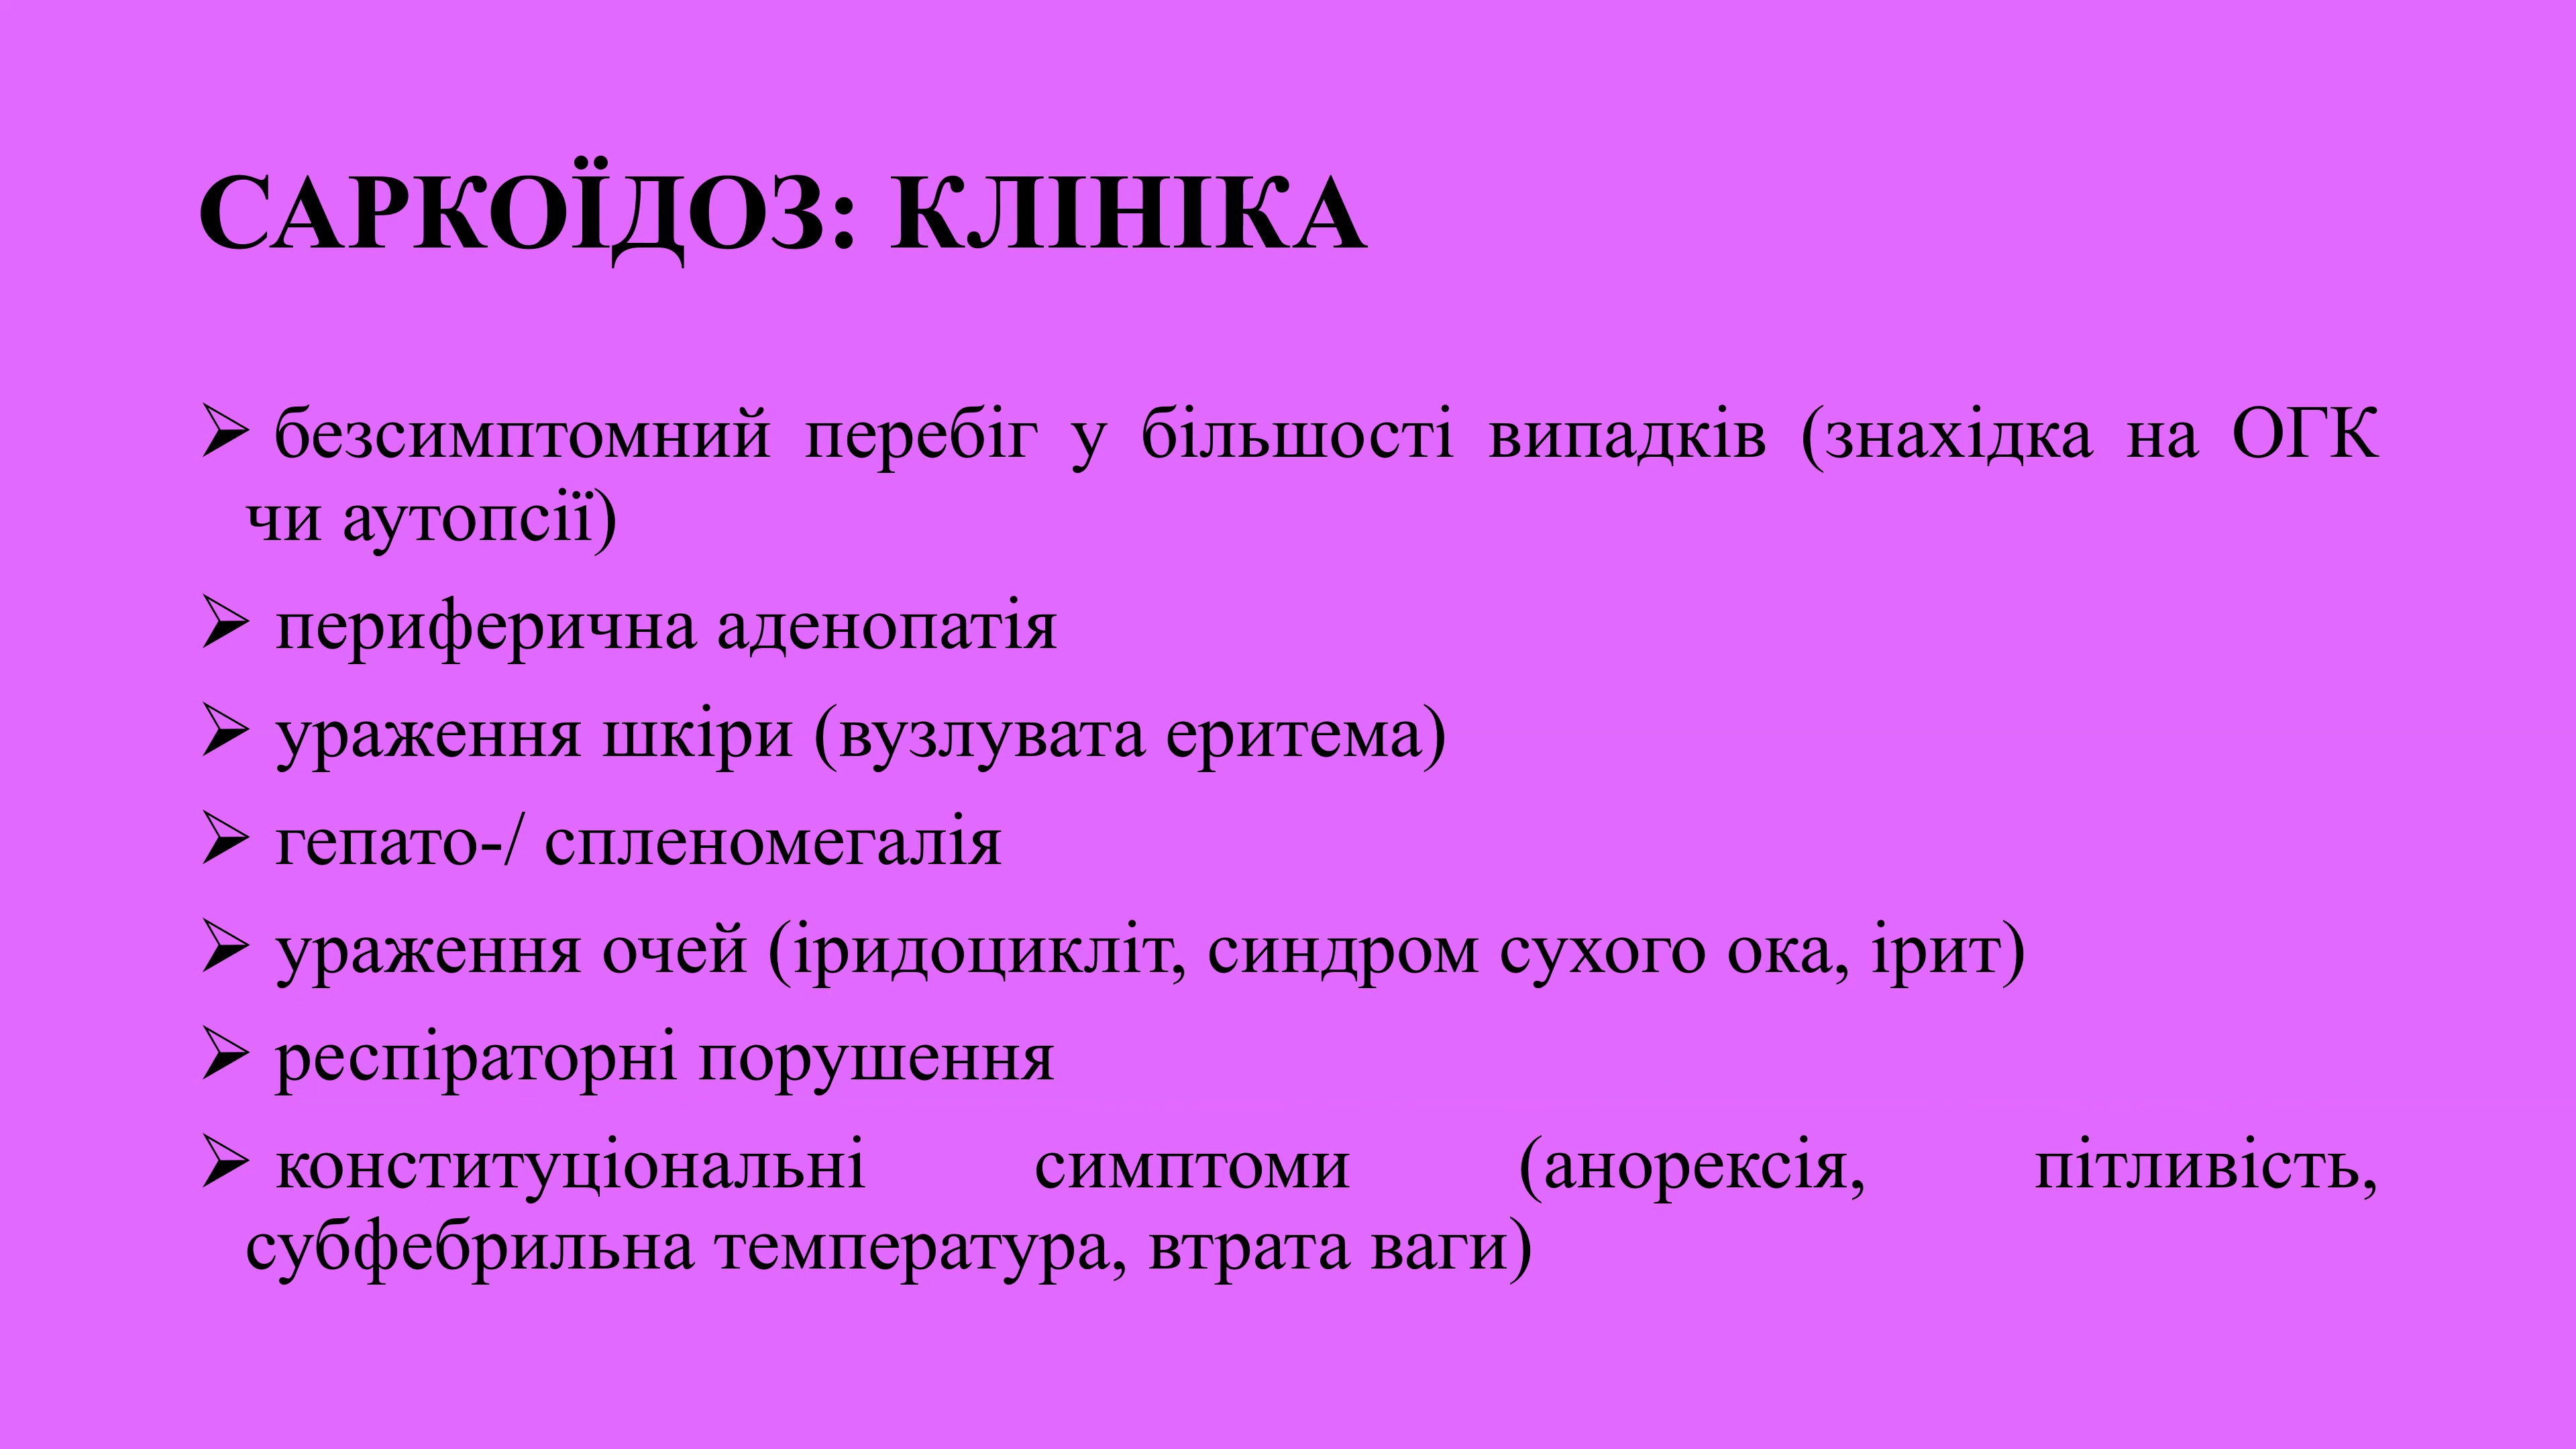 САРКОЇДОЗ: КЛІНІКА
➢ безсимптомний перебіг у більшості випадків (знахідка на ОГК
чи аутопсії)
➢ периферична аденопатія
➢ ураження шкіри (вузлувата еритема)
➢ гепато-/ спленомегалія
➢ ураження очей (іридоцикліт, синдром сухого ока, ірит)
➢ респіраторні порушення
➢ конституціональні симптоми (анорексія, пітливість,
субфебрильна температура, втрата ваги)